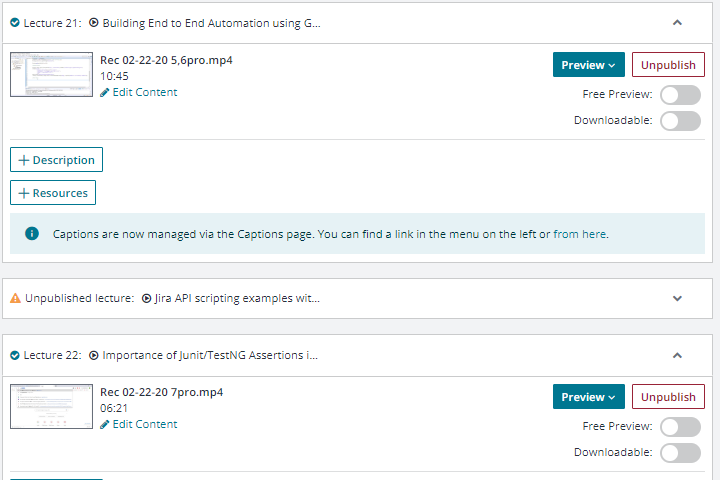 Lecture 21: Building End to End Automation using G...
Rec 02-22-20 5,6pro.mp4
Preview
Unpublish
10:45
Edit Content
Free Preview:
Downloadable:
+ Description
+ Resources
Captions are now managed via the Captions page. You can find a link in the menu on the left or from here.
Unpublished lecture: Jira API scripting examples wit...
Lecture 22: Importance of Junit/TestNG Assertions i...
Rec 02-22-20 7pro.mp4
Preview
Unpublish
06:21
Edit Content
Free Preview:
Downloadable: